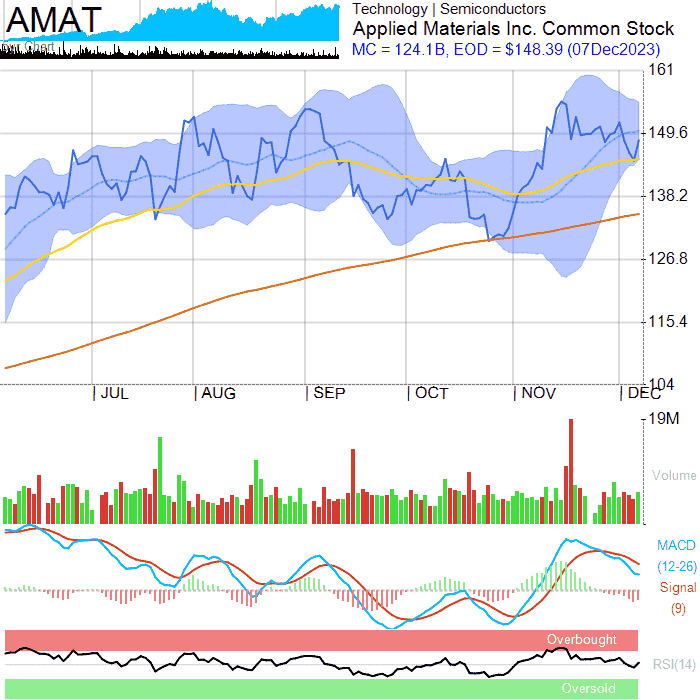 AMAT
Technology | Semiconductors
Applied Materials Inc. Common Stock
MC = 124.1B, EOD = $148.39 (07Dec2023)
Chart
161
149.6
138.2
126.8
115.4
104
| JUL | AUG | SEP | OCT | NOV | DEC
19M
Volume
MACD
(12-26)
Signal
(9)
Overbought
RSI(14)
Oversold